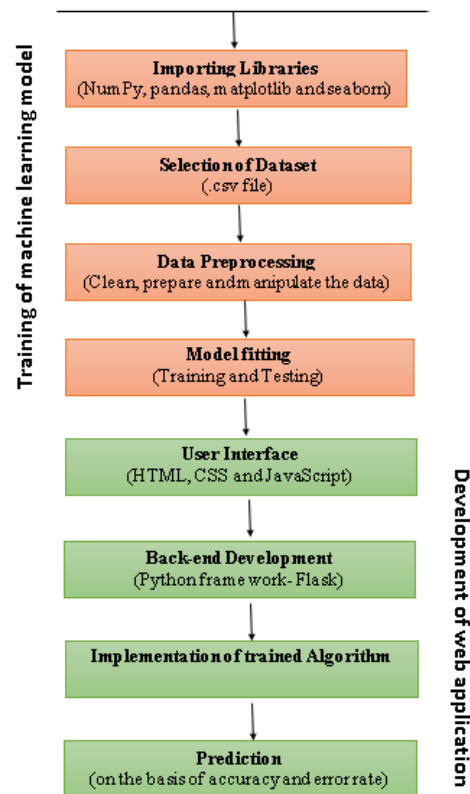 Training of machine learning model
Importing Libraries
(NumPy, pandas, matplotlib and seaborn)
Selection of Dataset
(.csv file)
Data Preprocessing
(Clean, prepare and manipulate the data)
Model fitting
(Training and Testing)
User Interface
(HTML, CSS and JavaScript)
Back-end Development
(Python frame work- Flask)
Implementation of trained Algorithm
Prediction
(on the basis of accuracy and error rate)
Development of web application